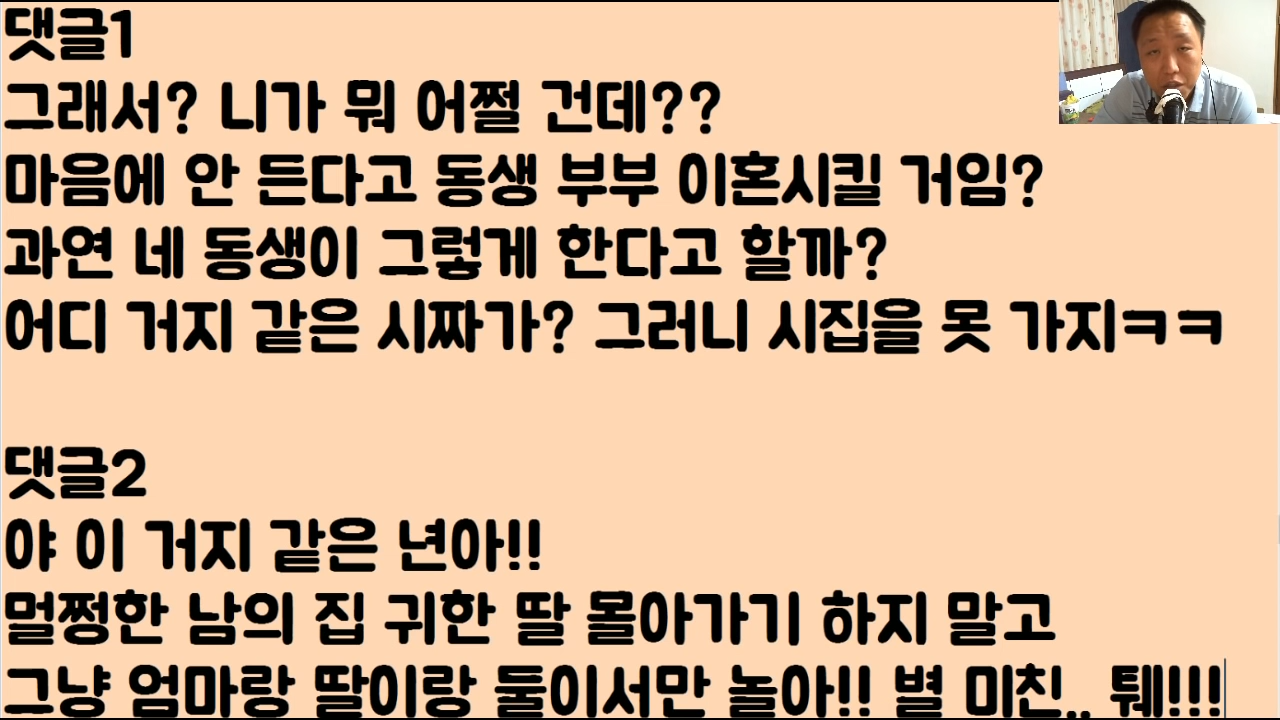 댓글1
그래서? 니가 뭐 어쩔 건데??
마음에 안 든다고 동생 부부 이혼시킬 거임?
과연 네 동생이 그렇게 한다고 할까?
어디 거지 같은 시짜가? 그러니 시집을 못 가지ㅋㅋ
댓글2
야 이 거지 같은 년아!!
멀쩡한 남의 집 귀한 딸 몰아가기 하지 말고
그냥 엄마랑 딸이랑 둘이서만 놀아!! 별 미친.. 퉤!!!